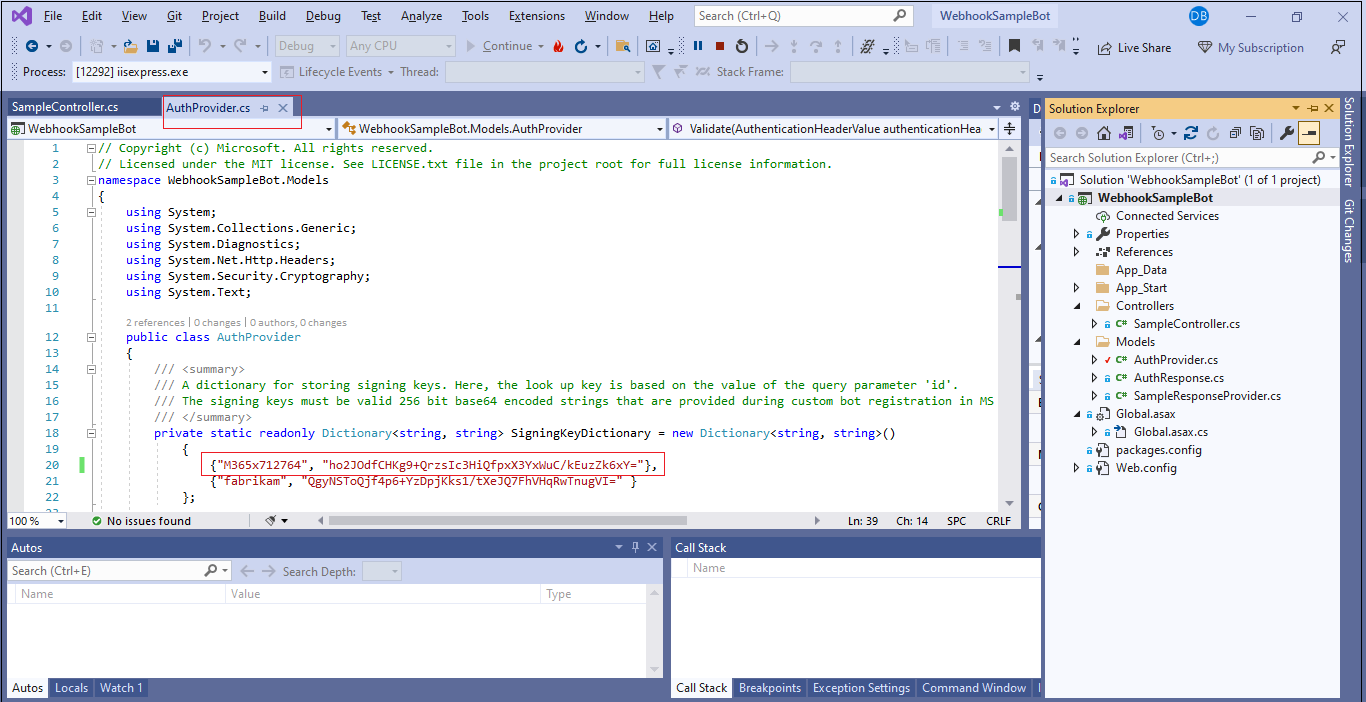 File Edit View Git Project Build Debug Test Analyze Tools Extensions Window Help Search (Ctrl+Q) WebhookSampleBot DB
Debug Any CPU Continue Live Share My Subscription
Process: [12292] iisexpress.exe Lifecycle Events Thread: Stack Frame:
SampleController.cs AuthProvider.cs
WebhookSampleBot WebhookSampleBot.Models.AuthProvider Validate(AuthenticationHeaderValue authenticationHea
1 // Copyright (c) Microsoft. All rights reserved.
2 // Licensed under the MIT license. See LICENSE.txt file in the project root for full license information.
3 namespace WebhookSampleBot.Models
4 {
5 using System;
6 using System.Collections.Generic;
7 using System.Diagnostics;
8 using System.Net.Http.Headers;
9 using System.Security.Cryptography;
10 using System.Text;
11
2 references | 0 changes | 0 authors, 0 changes
12 public class AuthProvider
13 {
14 /// <summary>
15 /// A dictionary for storing signing keys. Here, the look up key is based on the value of the query parameter 'id'.
16 /// The signing keys must be valid 256 bit base64 encoded strings that are provided during custom bot registration in MS
17 /// </summary>
18 private static readonly Dictionary<string, string> SigningKeyDictionary = new Dictionary<string, string>()
19 {
20 {"M365x712764", "ho2JOdfCHKg9+QrzsIc3HiQfpxX3YxWuC/kEuzZk6xY="},
21 {"fabrikam", "QgyNSToQjf4p6+YzDpjKks1/tXeJQ7FhVHqRwTnugVI=" }
22 };
100 % No issues found Ln: 39 Ch: 14 SPC CRLF
Autos
Search (Ctrl+E) Search Depth:
Name Value Type
Autos Locals Watch 1
Call Stack
Name
Call Stack Breakpoints Exception Settings Command Window
Solution Explorer
Search Solution Explorer (Ctrl+;)
Solution 'WebhookSampleBot' (1 of 1 project)
WebhookSampleBot
Connected Services
Properties
References
App_Data
App_Start
Controllers
C# SampleController.cs
Models
C# AuthProvider.cs
C# AuthResponse.cs
C# SampleResponseProvider.cs
Global.asax
Global.asax.cs
packages.config
Web.config
Solution Explorer
Git Changes